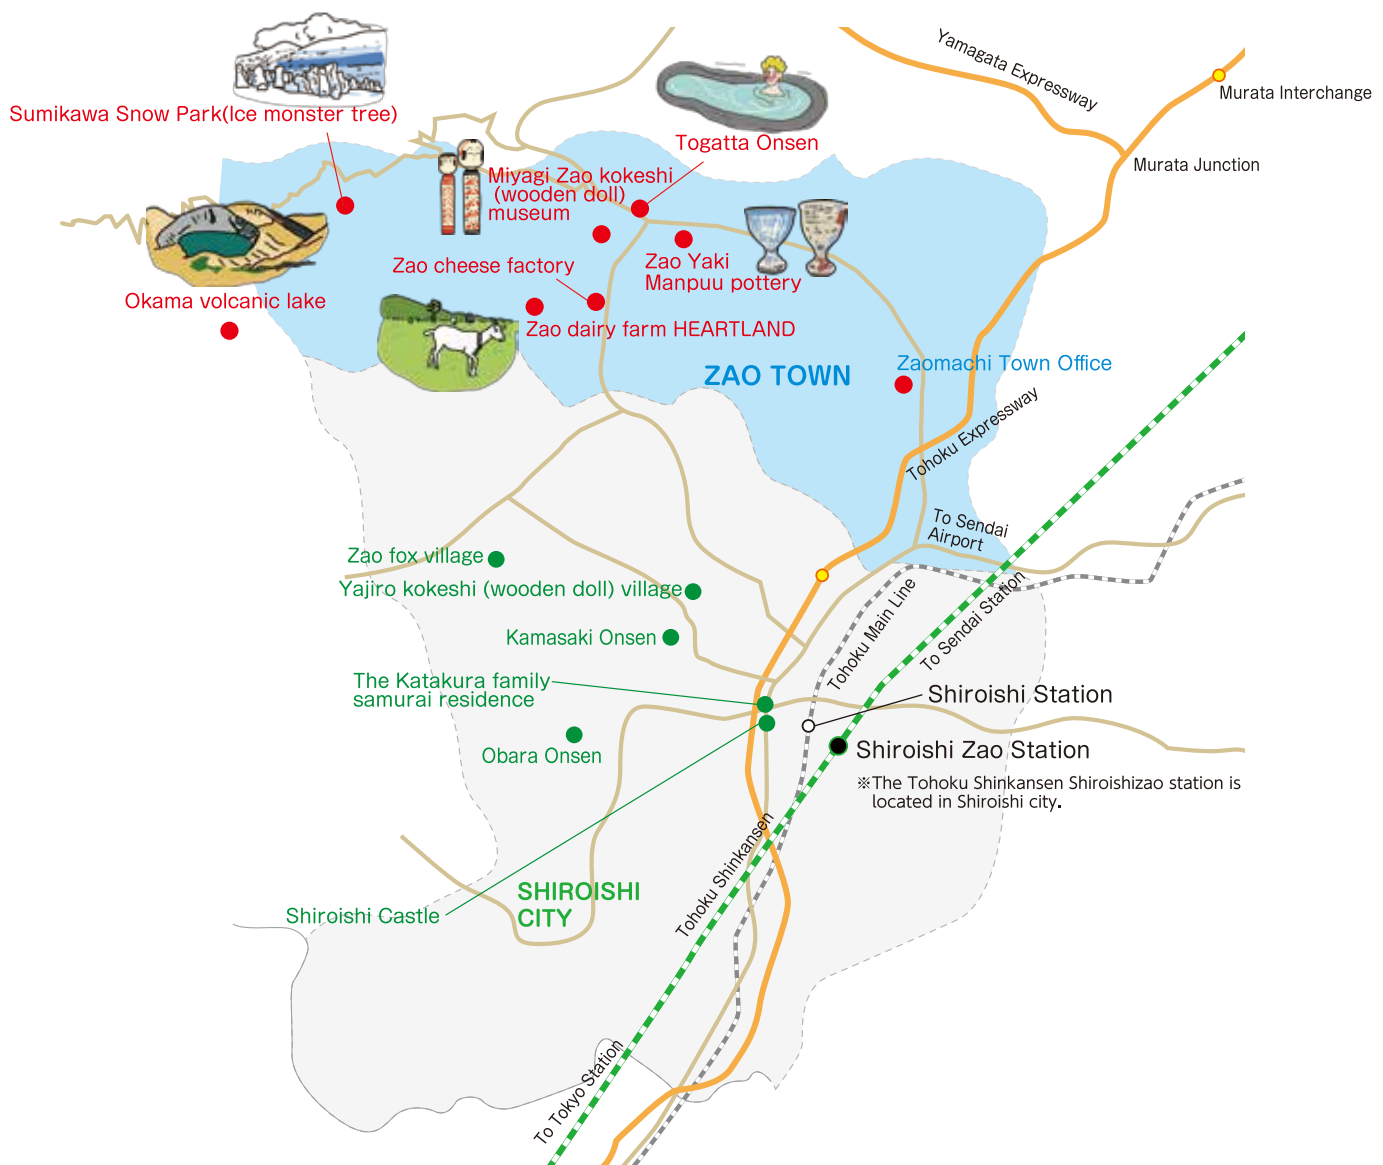 Yamagata Expressway
Murata Interchange
Sumikawa Snow Park(Ice monster tree)
Togatta Onsen
Murata Junction
Miyagi Zao kokeshi
(wooden doll)
museum
Zao cheese factory
Zao Yaki
Manpuu pottery
Okama volcanic lake
Zao dairy farm HEARTLAND
ZAO TOWN
Zaomachi Town Office
Tohoku Expressway
To Sendai
Airport
Zao fox village
Yajiro kokeshi (wooden doll) village
Tohoku Main Line
To Sendai Station
Kamasaki Onsen
The Katakura family
samurai residence
Shiroishi Station
Obara Onsen
Shiroishi Zao Station
※The Tohoku Shinkansen Shiroishizao station is
located in Shiroishi city.
Tohoku Shinkansen
SHIROISHI
CITY
Shiroishi Castle
To Tokyo Station